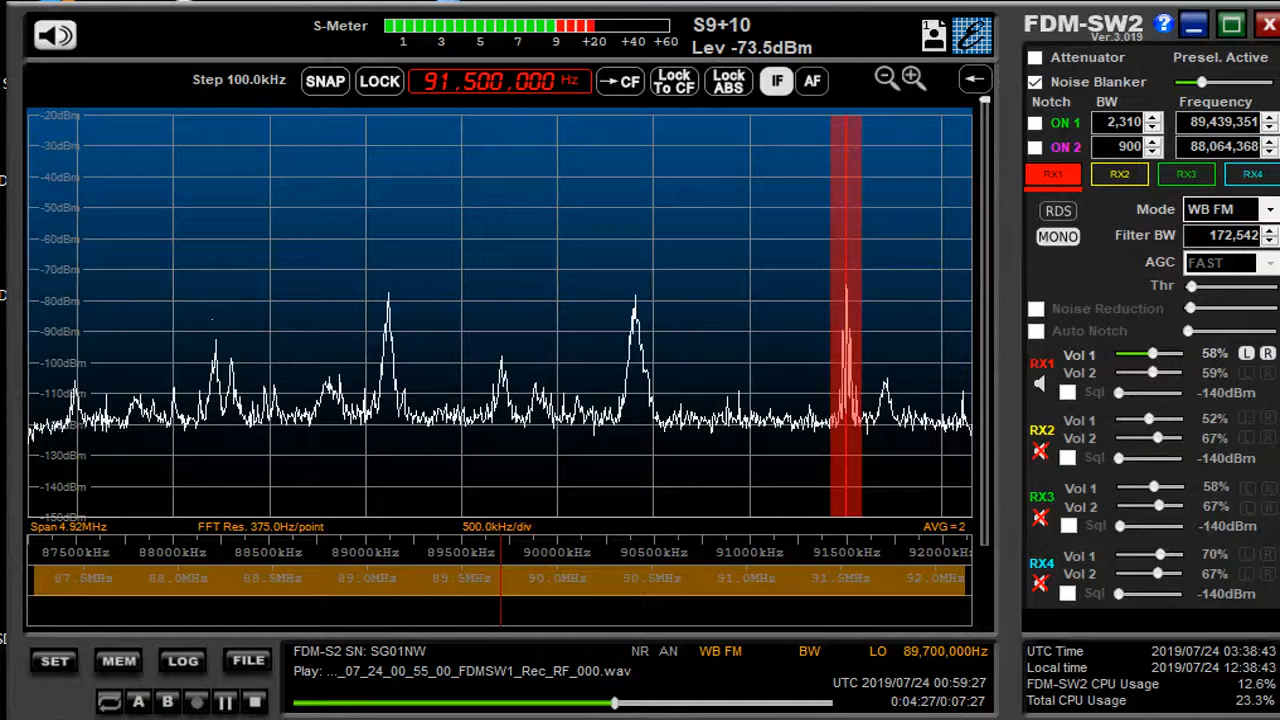 S-Meter
S9+10
1 3 5 7 9 +20 +40 +60
Lev -73.5dBm
FDM-SW2
Ver.3.019
Step 100.0kHz
SNAP
LOCK
91.500.000 Hz
→CF
Lock To CF
Lock ABS
IF
AF
Attenuator
Presel. Active
Noise Blanker
Notch BW Frequency
ON 1 2,310 89,439,351
ON 2 900 88,064,368
RX1 RX2 RX3 RX4
RDS
Mode WB FM
MONO
Filter BW 172,542
AGC FAST
Thr
Noise Reduction
Auto Notch
RX1
Vol 1 58% L R
Vol 2 59% L R
Sql -140dBm
RX2
Vol 1 52% L R
Vol 2 67% L R
Sql -140dBm
RX3
Vol 1 58% L R
Vol 2 67% L R
Sql -140dBm
RX4
Vol 1 70% L R
Vol 2 67% L R
Sql -140dBm
-20dBm
-30dBm
-40dBm
-50dBm
-60dBm
-70dBm
-80dBm
-90dBm
-100dBm
-110dBm
-120dBm
-130dBm
-140dBm
-150dBm
Span 4.92MHz
FFT Res. 375.0Hz/point
500.0kHz/div
AVG=2
87500kHz 88000kHz 88500kHz 89000kHz 89500kHz 90000kHz 90500kHz 91000kHz 91500kHz 92000kHz
87.5MHz 88.0MHz 88.5MHz 89.0MHz 89.5MHz 90.0MHz 90.5MHz 91.0MHz 91.5MHz 92.0MHz
SET
MEM
LOG
FILE
A
B
FDM-S2 SN: SG01NW
NR AN WB FM BW LO 89,700,000Hz
Play: ..._07_24_00_55_00_FDMSW1_Rec_RF_000.wav
UTC 2019/07/24 00:59:27
0:04:27/0:07:27
UTC Time 2019/07/24 03:38:43
Local time 2019/07/24 12:38:43
FDM-SW2 CPU Usage 12.6%
Total CPU Usage 23.3%